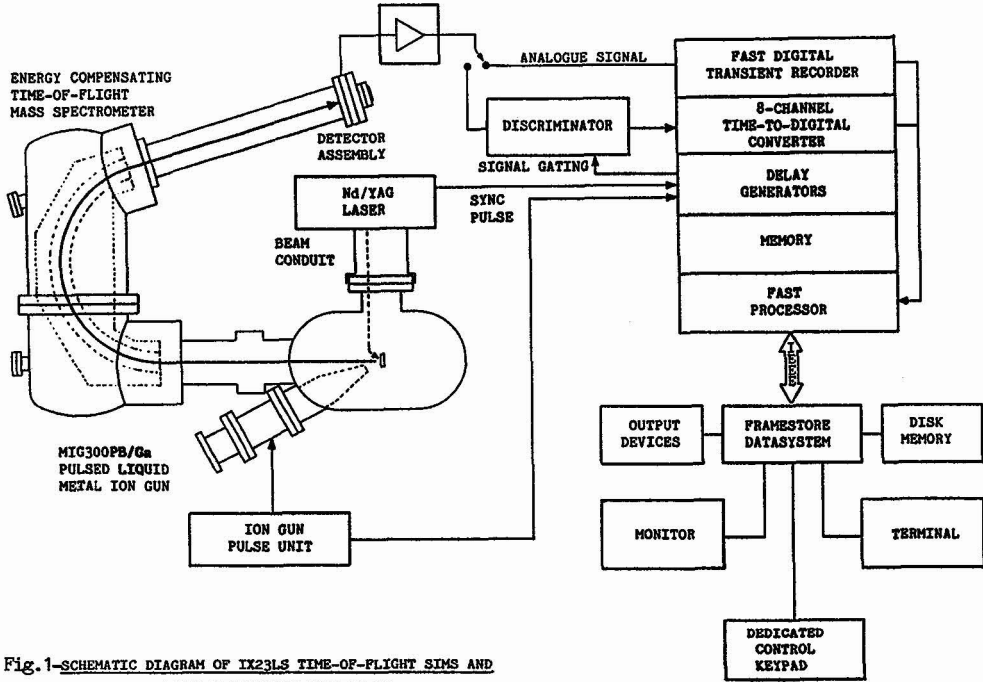 ENERGY COMPENSATING
TIME-OF-FLIGHT
MASS SPECTROMETER
DETECTOR
ASSEMBLY
ANALOGUE SIGNAL
DISCRIMINATOR
SIGNAL GATING
FAST DIGITAL
TRANSIENT RECORDER
8-CHANNEL
TIME-TO-DIGITAL
CONVERTER
DELAY
GENERATORS
MEMORY
FAST
PROCESSOR
Nd/YAG
LASER
SYNC
PULSE
BEAM
CONDUIT
MIG300PB/Ga
PULSED LIQUID
METAL ION GUN
ION GUN
PULSE UNIT
IEEE
OUTPUT
DEVICES
FRAMESTORE
DATASYSTEM
DISK
MEMORY
MONITOR
TERMINAL
DEDICATED
CONTROL
KEYPAD
Fig.1-SCHEMATIC DIAGRAM OF IX23LS TIME-OF-FLIGHT SIMS AND